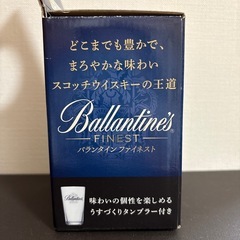 どこまでも豊かで、
まろやかな味わい
スコッチウイスキーの王道
Ballantine's
FINEST
バランタイン ファイネスト
味わいの個性を楽しめる
うすづくりタンブラー付き
Ballantine's